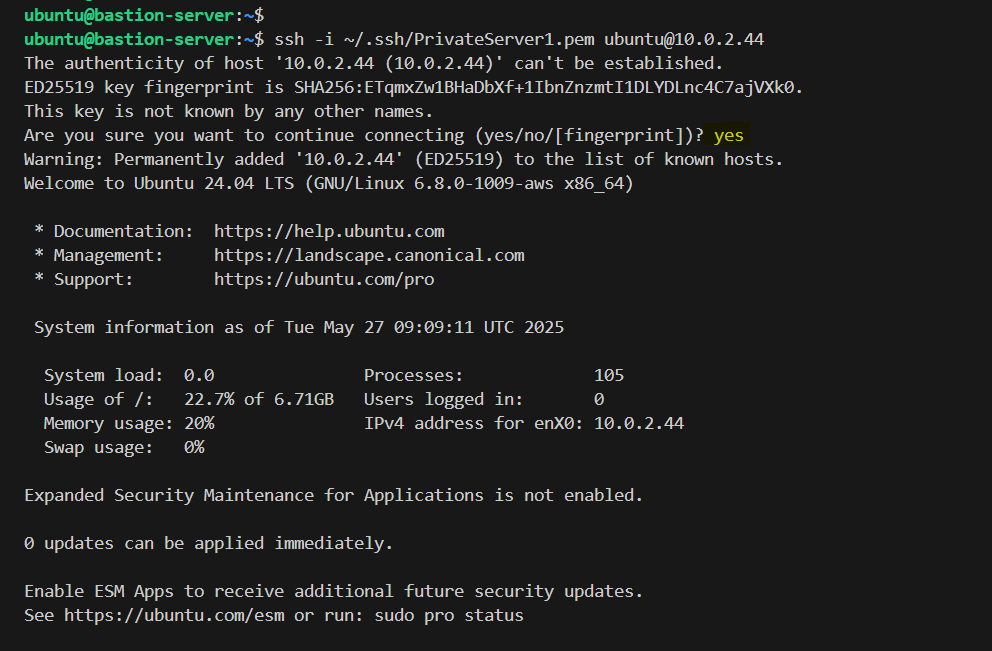 ubuntu@bastion-server:~$
ubuntu@bastion-server:~$ ssh -i ~/.ssh/PrivateServer1.pem ubuntu@10.0.2.44
The authenticity of host '10.0.2.44 (10.0.2.44)' can't be established.
ED25519 key fingerprint is SHA256:ETqmxZw1BHaDbXf+1IbnZnzmtI1DLYDLnc4C7ajVXk0.
This key is not known by any other names.
Are you sure you want to continue connecting (yes/no/[fingerprint])? yes
Warning: Permanently added '10.0.2.44' (ED25519) to the list of known hosts.
Welcome to Ubuntu 24.04 LTS (GNU/Linux 6.8.0-1009-aws x86_64)
* Documentation: https://help.ubuntu.com
* Management: https://landscape.canonical.com
* Support: https://ubuntu.com/pro
System information as of Tue May 27 09:09:11 UTC 2025
System load: 0.0 Processes: 105
Usage of /: 22.7% of 6.71GB Users logged in: 0
Memory usage: 20% IPv4 address for enX0: 10.0.2.44
Swap usage: 0%
Expanded Security Maintenance for Applications is not enabled.
0 updates can be applied immediately.
Enable ESM Apps to receive additional future security updates.
See https://ubuntu.com/esm or run: sudo pro status